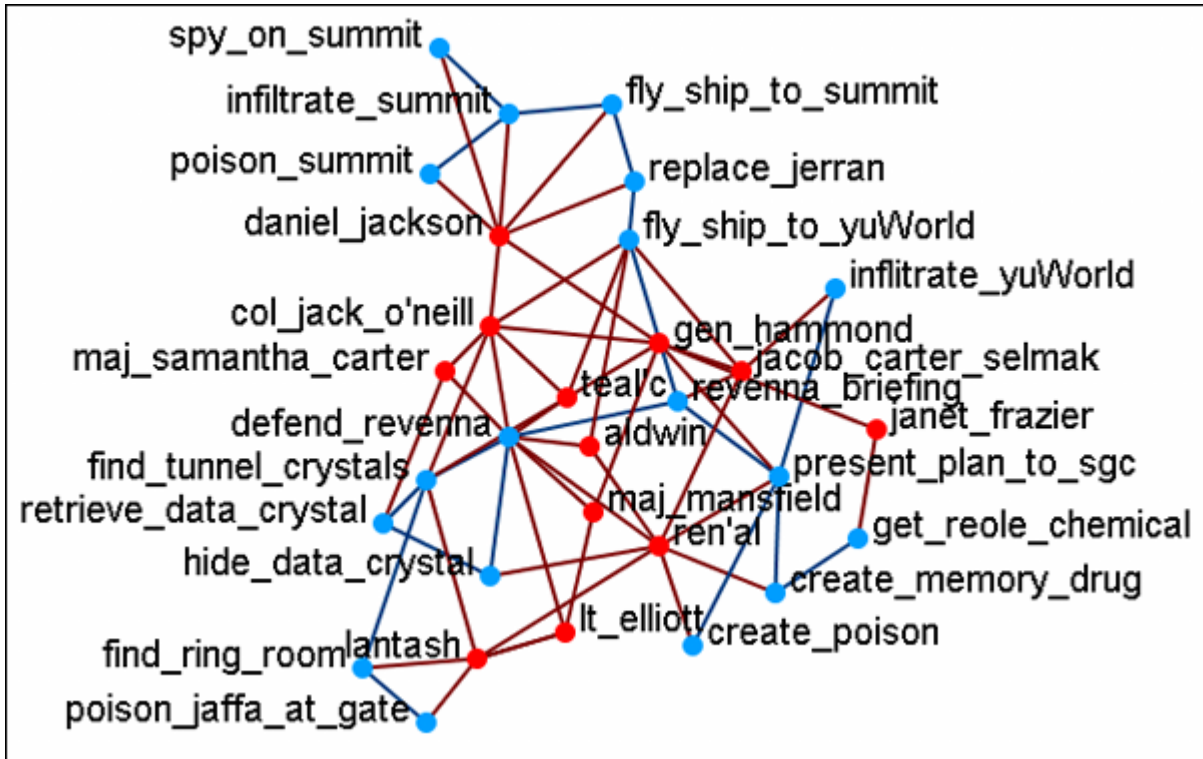 spy_on_summit
infiltrate_summit
fly_ship_to_summit
poison_summit
replace_jerran
daniel_jackson
fly_ship_to_yuWorld
inflitrate_yuWorld
col_jack_o'neill
gen_hammond
maj_samantha_carter
jacob_carter_selmak
teal'c
revenna_briefing
defend_revenna
aldwin
janet_frazier
find_tunnel_crystals
present_plan_to_sgc
retrieve_data_crystal
maj_mansfield
ren'al
get_reole_chemical
hide_data_crystal
create_memory_drug
lt_elliott
create_poison
find_ring_room
lantash
poison_jaffa_at_gate